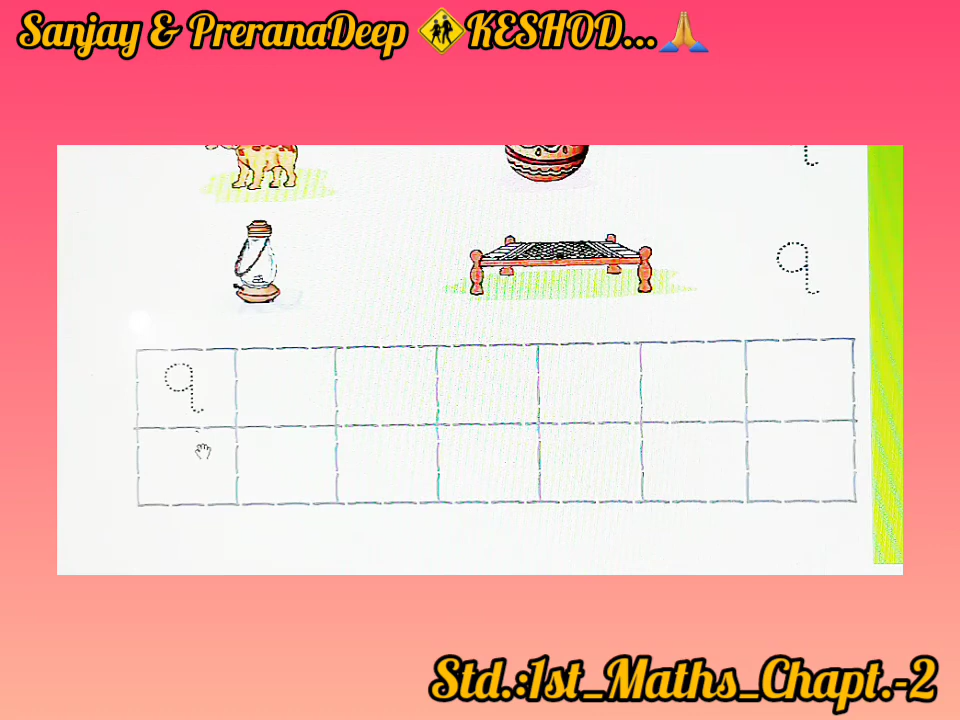 Sanjay & PreranaDeep 🚸KESHOD...🙏
૧
૧
Std.:1st_Maths_Chapt.-2